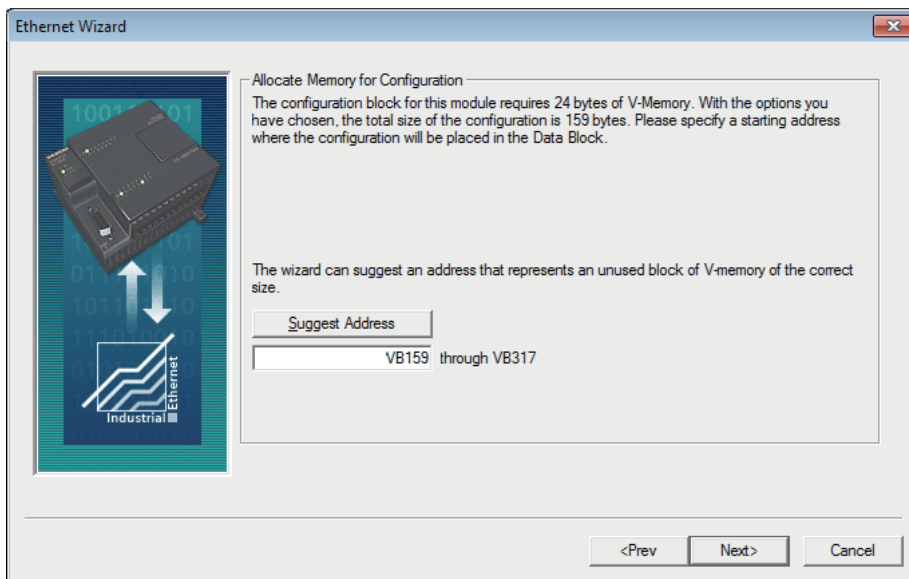 Ethernet Wizard
Allocate Memory for Configuration
The configuration block for this module requires 24 bytes of V-Memory. With the options you
have chosen, the total size of the configuration is 159 bytes. Please specify a starting address
where the configuration will be placed in the Data Block.
The wizard can suggest an address that represents an unused block of V-memory of the correct
size.
Suggest Address
VB159 through VB317
Industrial
Ethernet
SIEMENS
<Prev
Next>
Cancel